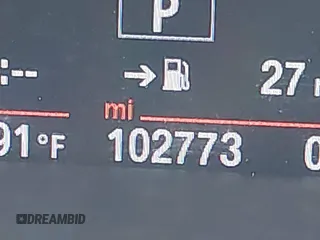 P
:-- → 27
mi
91°F 102773 0
DREAMBID